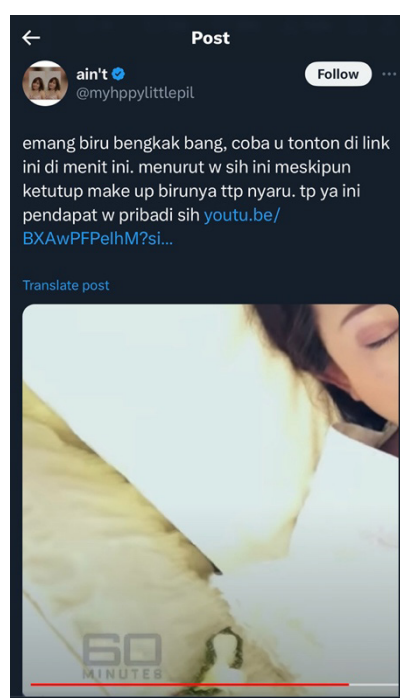 Post
ain't
@myhppylittlepil
Follow
emang biru bengkak bang, coba u tonton di link
ini di menit ini. menurut w sih ini meskipun
ketutup make up birunya ttp nyaru. tp ya ini
pendapat w pribadi sih youtu.be/
BXAwPFPelhM?si...
Translate post
60
MINUTES